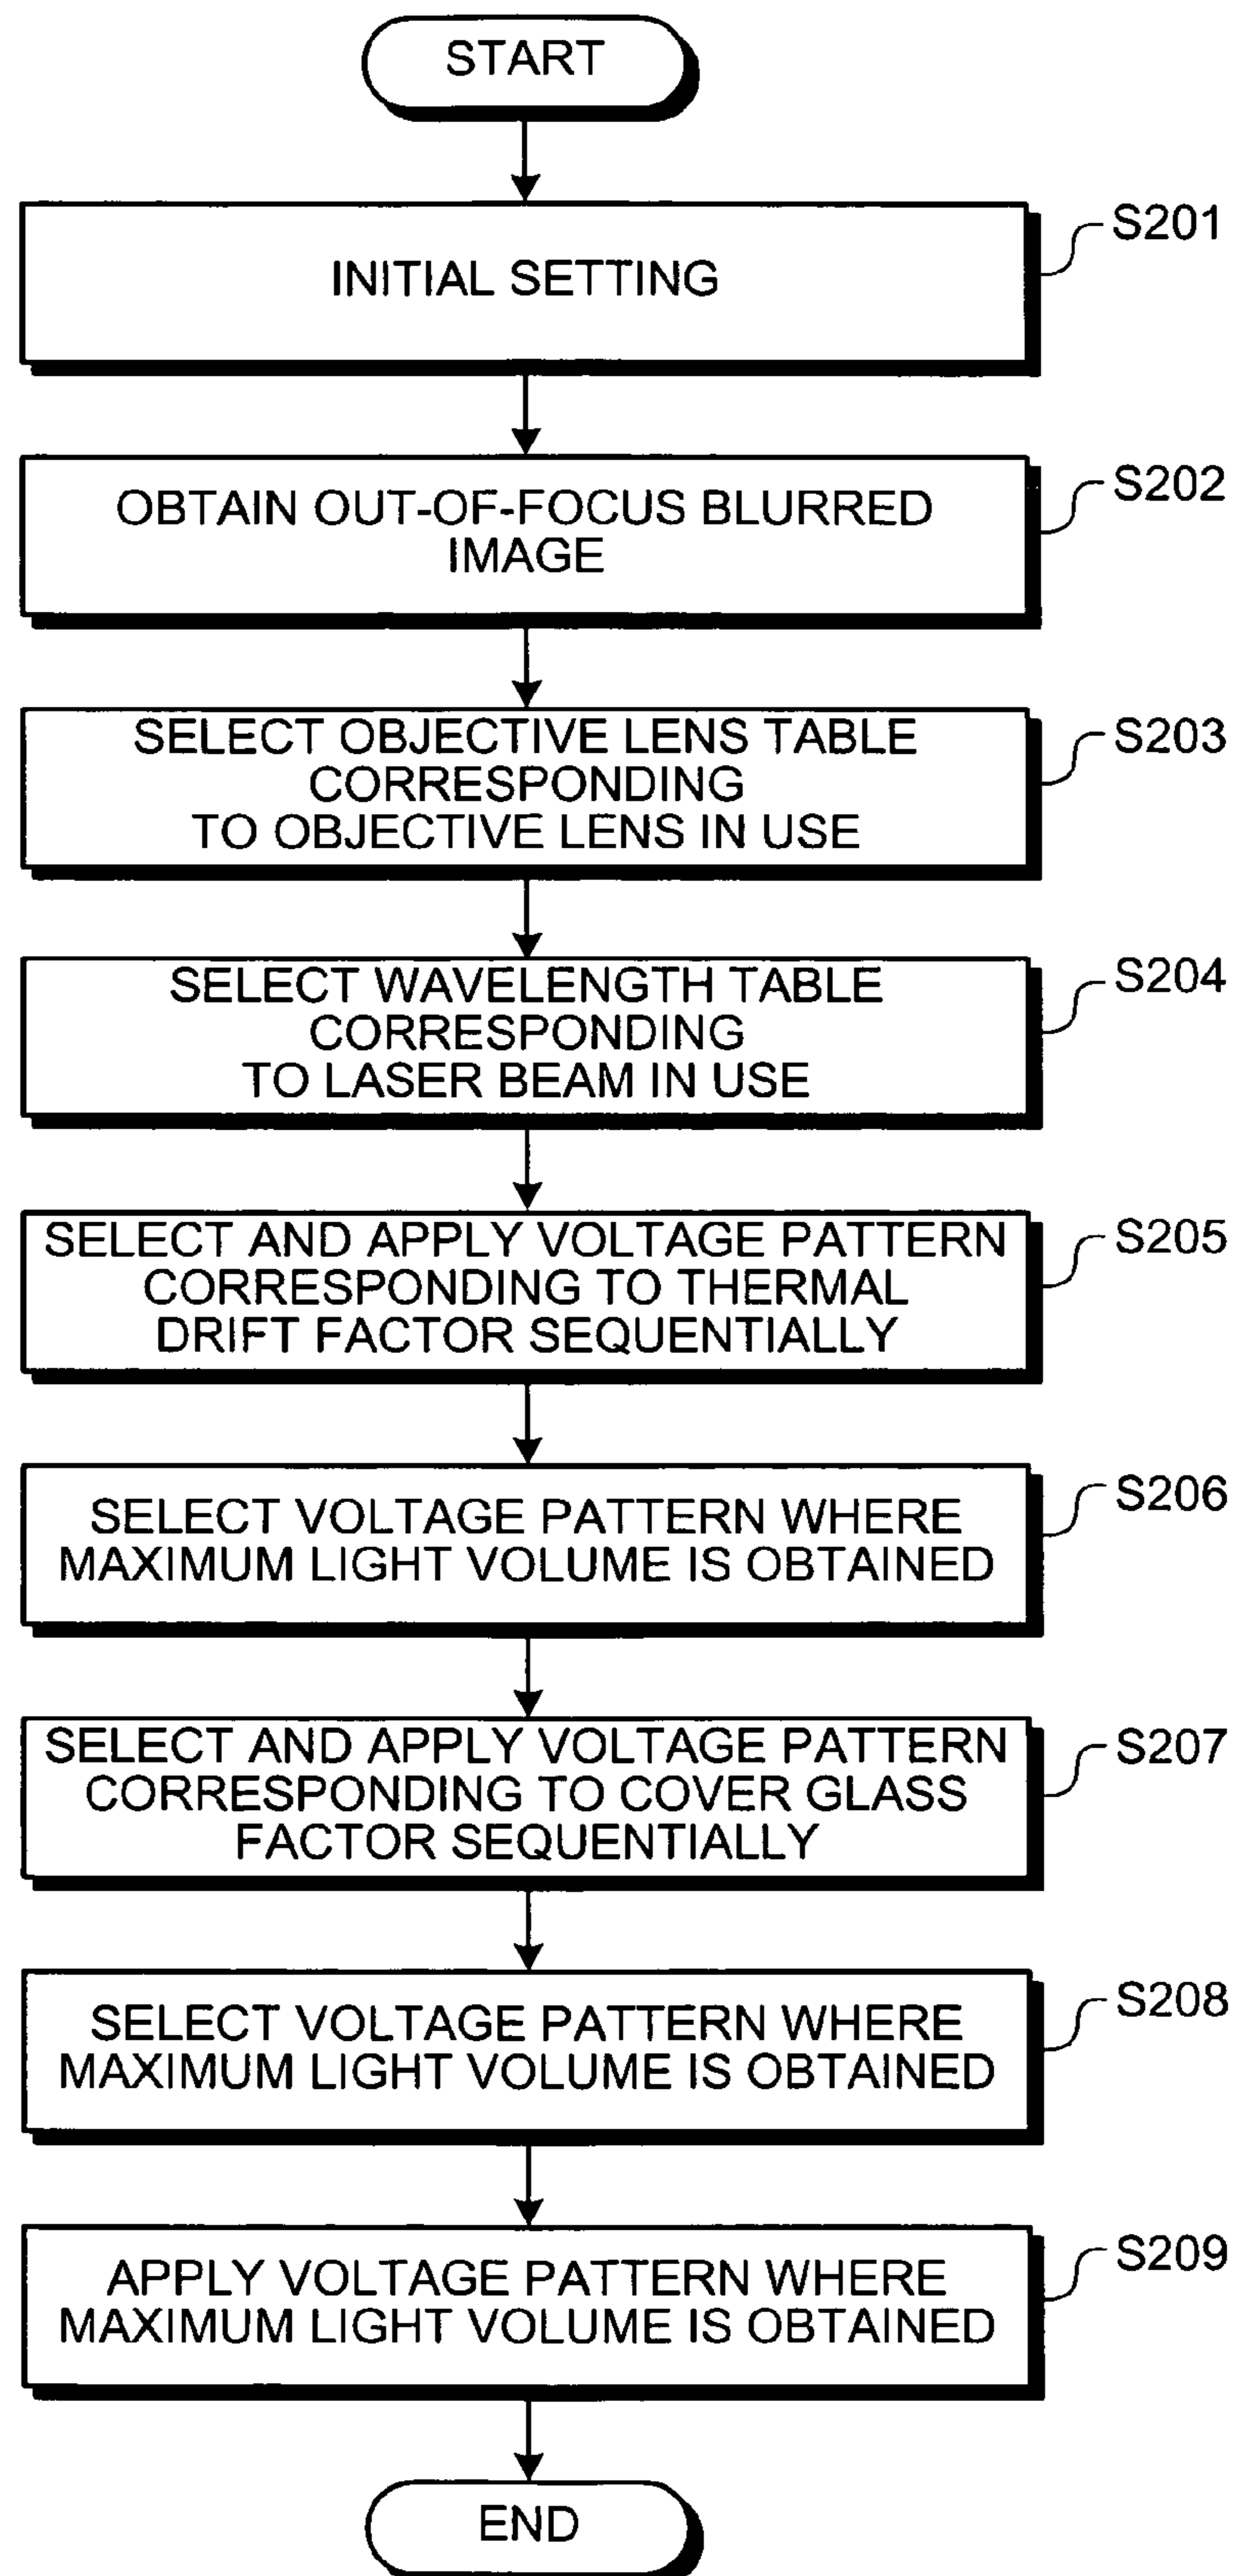 START
INITIAL SETTING
S201
OBTAIN OUT-OF-FOCUS BLURRED
IMAGE
S202
SELECT OBJECTIVE LENS TABLE
CORRESPONDING
TO OBJECTIVE LENS IN USE
S203
SELECT WAVELENGTH TABLE
CORRESPONDING
TO LASER BEAM IN USE
S204
SELECT AND APPLY VOLTAGE PATTERN
CORRESPONDING TO THERMAL
DRIFT FACTOR SEQUENTIALLY
S205
SELECT VOLTAGE PATTERN WHERE
MAXIMUM LIGHT VOLUME IS OBTAINED
S206
SELECT AND APPLY VOLTAGE PATTERN
CORRESPONDING TO COVER GLASS
FACTOR SEQUENTIALLY
S207
SELECT VOLTAGE PATTERN WHERE
MAXIMUM LIGHT VOLUME IS OBTAINED
S208
APPLY VOLTAGE PATTERN WHERE
MAXIMUM LIGHT VOLUME IS OBTAINED
S209
END